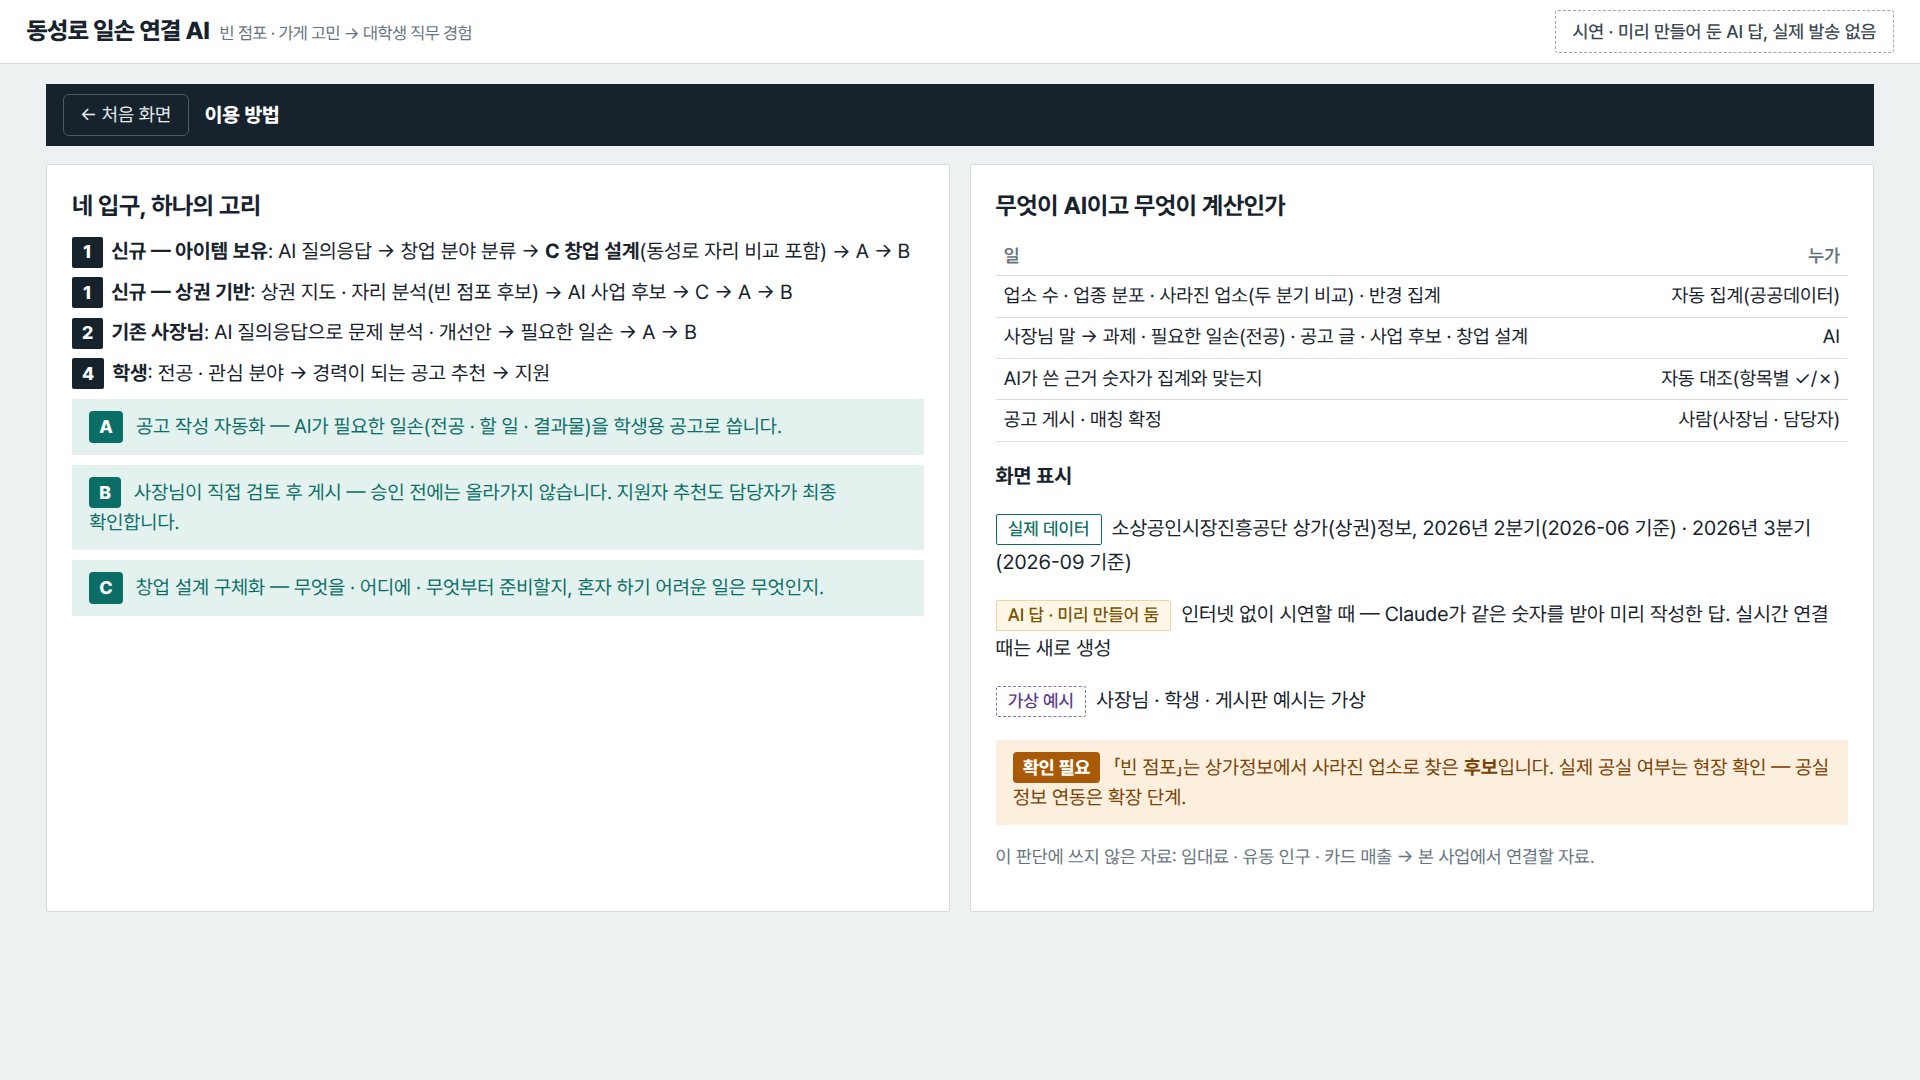 동성로 일손 연결 AI 빈 점포 · 가게 고민 → 대학생 직무 경험
시연 · 미리 만들어 둔 AI 답, 실제 발송 없음
← 처음 화면 이용 방법
네 입구, 하나의 고리
1 신규 — 아이템 보유: AI 질의응답 → 창업 분야 분류 → C 창업 설계(동성로 자리 비교 포함) → A → B
1 신규 — 상권 기반: 상권 지도 · 자리 분석(빈 점포 후보) → AI 사업 후보 → C → A → B
2 기존 사장님: AI 질의응답으로 문제 분석 · 개선안 → 필요한 일손 → A → B
4 학생: 전공 · 관심 분야 → 경력이 되는 공고 추천 → 지원
A 공고 작성 자동화 — AI가 필요한 일손(전공 · 할 일 · 결과물)을 학생용 공고로 씁니다.
B 사장님이 직접 검토 후 게시 — 승인 전에는 올라가지 않습니다. 지원자 추천도 담당자가 최종
확인합니다.
C 창업 설계 구체화 — 무엇을 · 어디에 · 무엇부터 준비할지, 혼자 하기 어려운 일은 무엇인지.
무엇이 AI이고 무엇이 계산인가
일 누가
업소 수 · 업종 분포 · 사라진 업소(두 분기 비교) · 반경 집계 자동 집계(공공데이터)
사장님 말 → 과제 · 필요한 일손(전공) · 공고 글 · 사업 후보 · 창업 설계 AI
AI가 쓴 근거 숫자가 집계와 맞는지 자동 대조(항목별 ✓/×)
공고 게시 · 매칭 확정 사람(사장님 · 담당자)
화면 표시
실제 데이터 소상공인시장진흥공단 상가(상권)정보, 2026년 2분기(2026-06 기준) · 2026년 3분기
(2026-09 기준)
AI 답 · 미리 만들어 둠 인터넷 없이 시연할 때 — Claude가 같은 숫자를 받아 미리 작성한 답. 실시간 연결
때는 새로 생성
가상 예시 사장님 · 학생 · 게시판 예시는 가상
확인 필요 「빈 점포」는 상가정보에서 사라진 업소로 찾은 후보입니다. 실제 공실 여부는 현장 확인 — 공실
정보 연동은 확장 단계.
이 판단에 쓰지 않은 자료: 임대료 · 유동 인구 · 카드 매출 → 본 사업에서 연결할 자료.